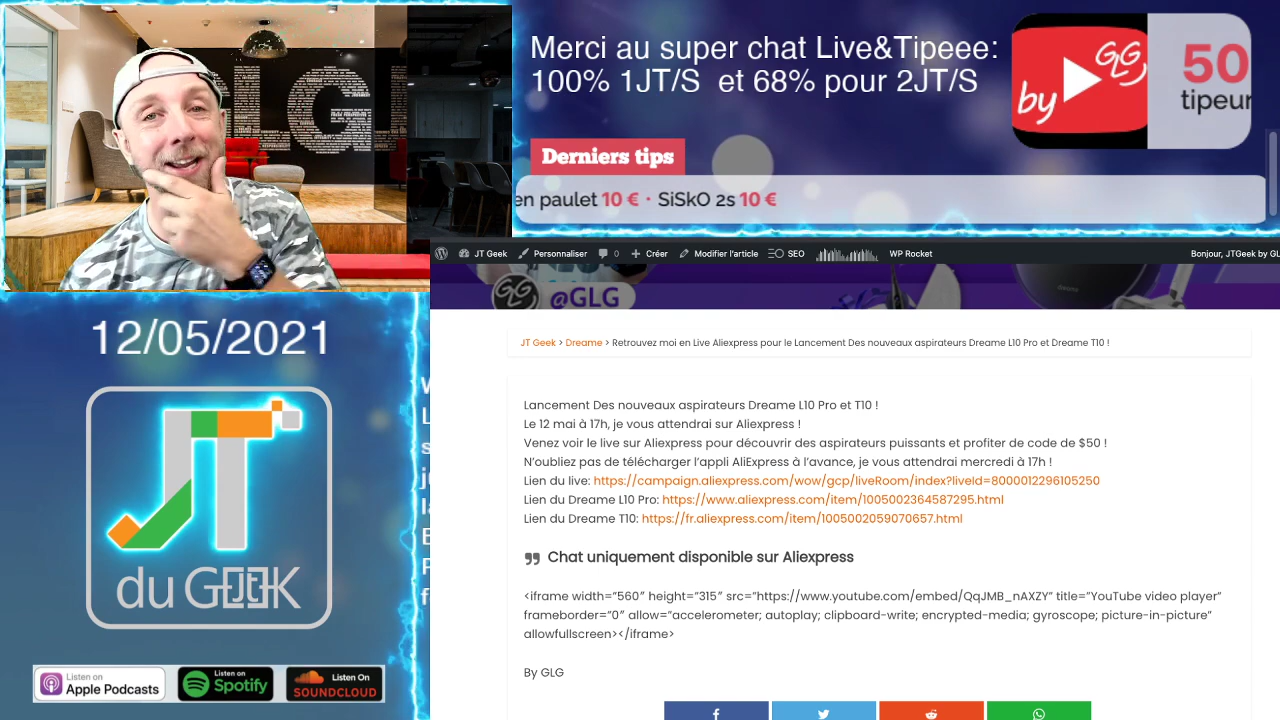 Merci au super chat Live&Tipeee:
100% 1JT/S et 68% pour 2JT/S
by GLG
50
tipeur
Derniers tips
en paulet 10 € · SiSkO 2s 10 €
JT Geek Personnaliser 0 Créer Modifier l'article SEO WP Rocket Bonjour, JTGeek by GL
GLG @GLG
12/05/2021
JT
du GEEK
Listen on Apple Podcasts
Listen on Spotify
Listen On SOUNDCLOUD
JT Geek > Dreame > Retrouvez moi en Live Aliexpress pour le Lancement Des nouveaux aspirateurs Dreame L10 Pro et Dreame T10 !
Lancement Des nouveaux aspirateurs Dreame L10 Pro et T10 !
Le 12 mai à 17h, je vous attendrai sur Aliexpress !
Venez voir le live sur Aliexpress pour découvrir des aspirateurs puissants et profiter de code de $50 !
N'oubliez pas de télécharger l'appli AliExpress à l'avance, je vous attendrai mercredi à 17h !
Lien du live: https://campaign.aliexpress.com/wow/gcp/liveRoom/index?liveId=8000012296105250
Lien du Dreame L10 Pro: https://www.aliexpress.com/item/1005002364587295.html
Lien du Dreame T10: https://fr.aliexpress.com/item/1005002059070657.html
Chat uniquement disponible sur Aliexpress
<iframe width=”560″ height=”315″ src=”https://www.youtube.com/embed/QqJMB_nAXZY” title=”YouTube video player”
frameborder=”0″ allow=”accelerometer; autoplay; clipboard-write; encrypted-media; gyroscope; picture-in-picture”
allowfullscreen></iframe>
By GLG